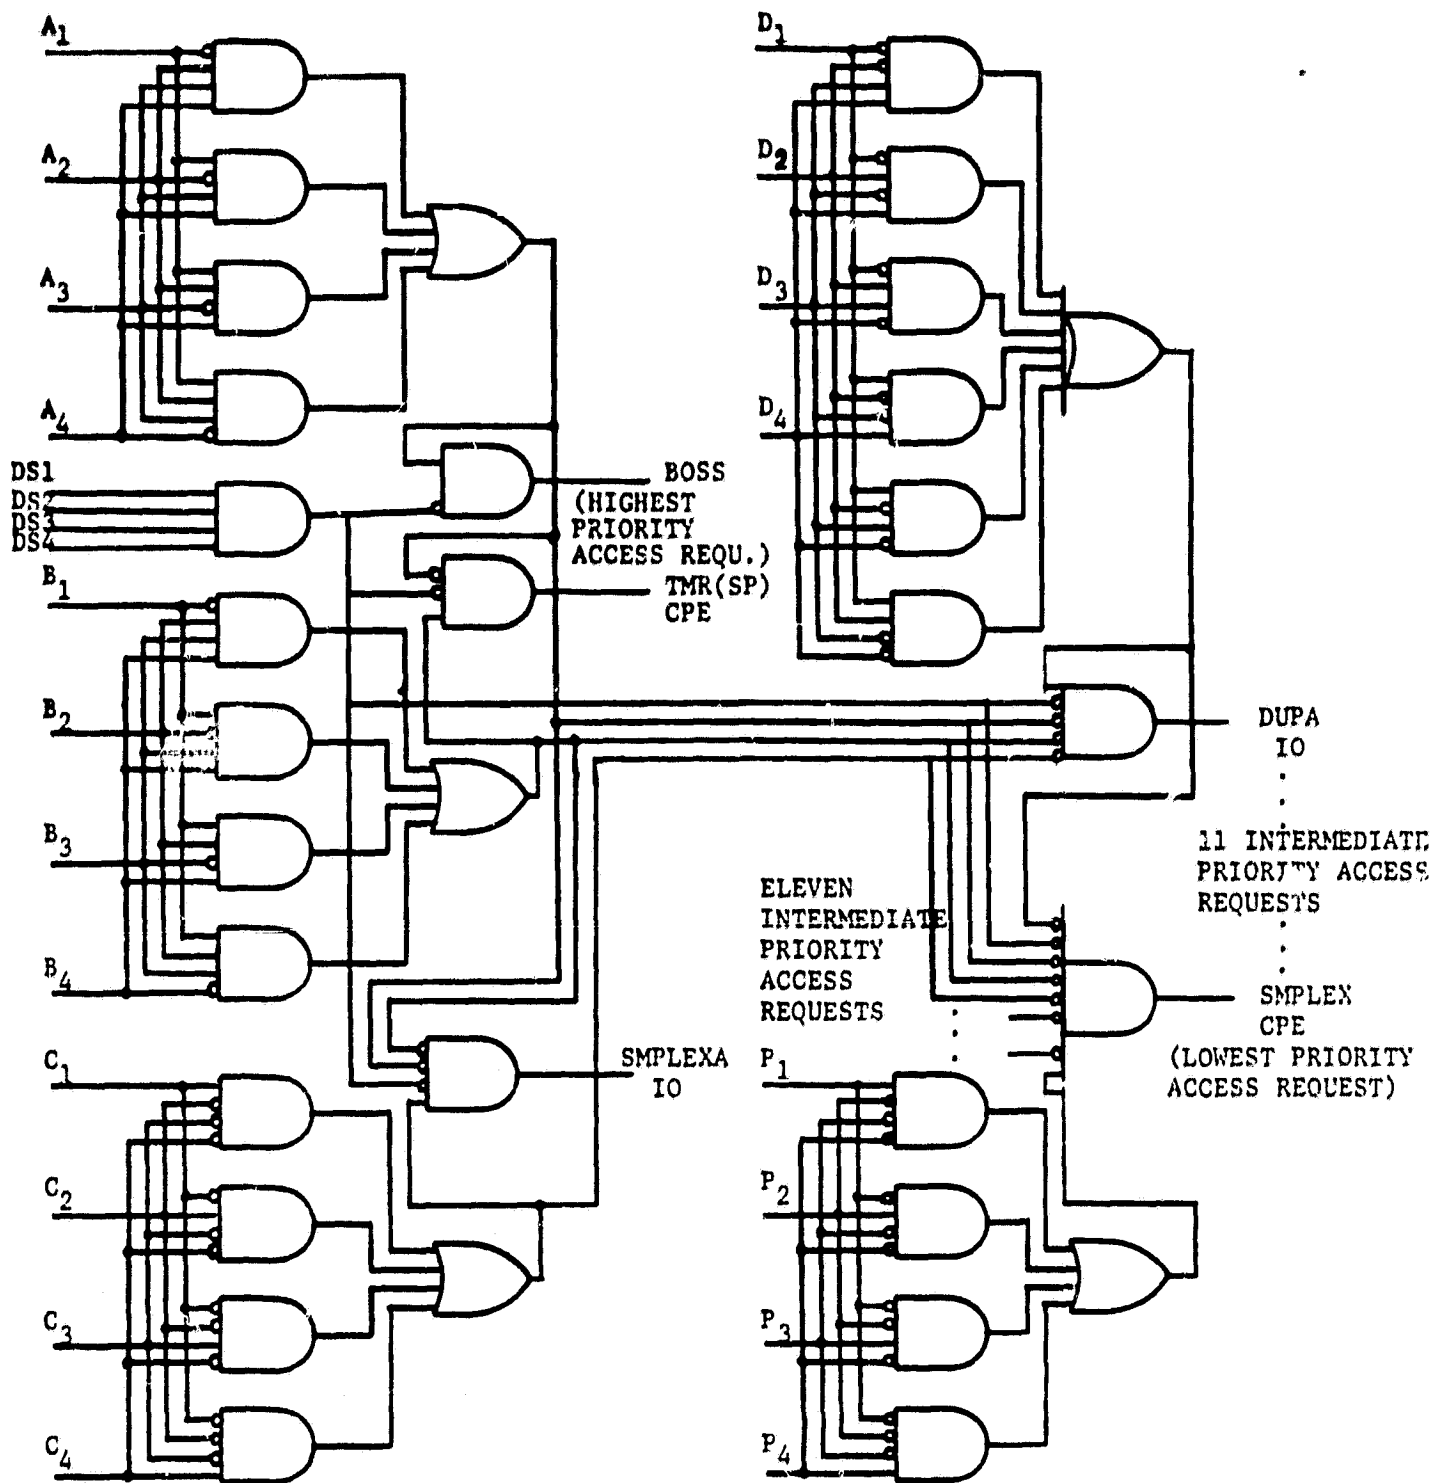 A1
A2
A3
A4
DS1
DS2
DS3
DS4
BOSS
(HIGHEST
PRIORITY
ACCESS REQU.)
TMR(SP)
CPE
B1
B2
B3
B4
SMPLEXA
IO
C1
C2
C3
C4
D1
D2
D3
D4
DUPA
IO
11 INTERMEDIATE
PRIORITY ACCESS
REQUESTS
ELEVEN
INTERMEDIATE
PRIORITY
ACCESS
REQUESTS
SMPLEX
CPE
(LOWEST PRIORITY
ACCESS REQUEST)
P1
P2
P3
P4